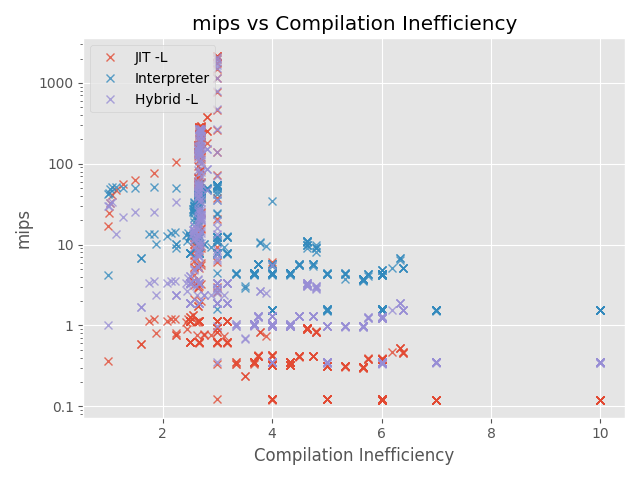 mips vs Compilation Inefficiency
JIT -L
Interpreter
Hybrid -L
1000
100
10
1
0.1
mips
2
4
6
8
10
Compilation Inefficiency